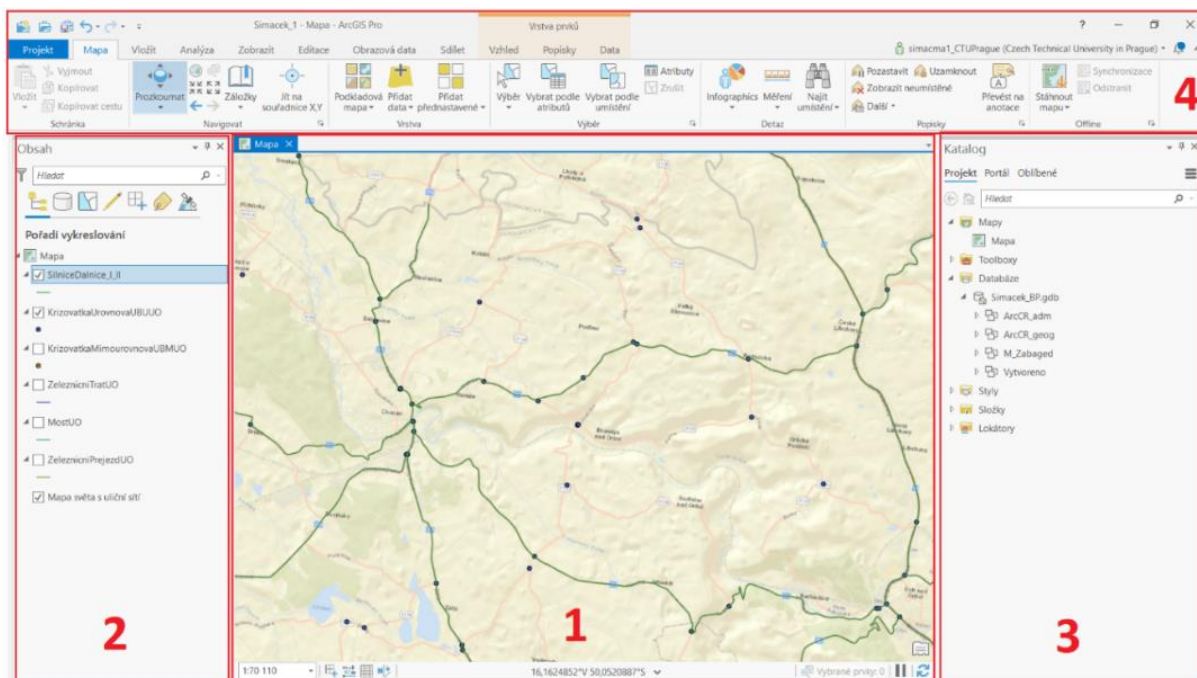 Simacek_1 - Mapa - ArcGIS Pro
Vrstva prvků
?
Projekt Mapa Vložit Analýza Zobrazit Editace Obrazová data Sdílet Vzhled Popisky Data
simacma1_CTUPrague (Czech Technical University in Prague)
Vložit
Vyjmout
Kopírovat
Kopírovat cestu
Schránka
Prozkoumat
Záložky
Jít na souřadnice X,Y
Navigovat
Podkladová mapa
Přidat data
Přidat přednastavené
Vrstva
Výběr
Vybrat podle atributů
Vybrat podle umístění
Atributy
Zrušit
Výběr
Infographics
Měření
Najít umístění
Dotaz
Pozastavit
Uzamknout
Zobrazit neumístěné
Další
Převést na anotace
Popisky
Stáhnout mapu
Synchronizace
Odstranit
Offline
4
Obsah
Hledat
Pořadí vykreslování
Mapa
SilniceDalnice_I_II
KrizovatkaUrovnovaUBUUO
KrizovatkaMimourovnovaUBMUO
ZeleznicniTratUO
MostUO
ZeleznicniPrejezdUO
Mapa světa s uliční sítí
2
Mapa
Choceň
Brandýs nad Orlicí
České Libchavy
1
1:70 110
16,1624852°V 50,0520887°S
Vybrané prvky: 0
Katalog
Projekt Portál Oblíbené
Hledat
Mapy
Mapa
Toolboxy
Databáze
Simacek_BP.gdb
ArcCR_adm
ArcCR_geog
M_Zabaged
Vytvoreno
Styly
Složky
Lokátory
3